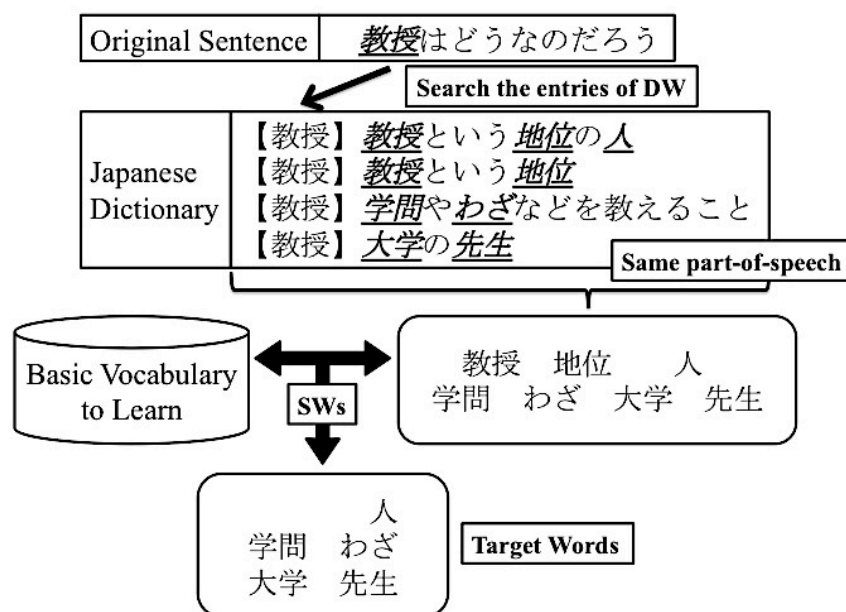 Original Sentence 教授はどうなのだろう
Search the entries of DW
Japanese Dictionary
【教授】教授という地位の人
【教授】教授という地位
【教授】学問やわざなどを教えること
【教授】大学の先生
Same part-of-speech
Basic Vocabulary
to Learn
SWs
教授 地位 人
学問 わざ 大学 先生
人
学問 わざ
大学 先生
Target Words